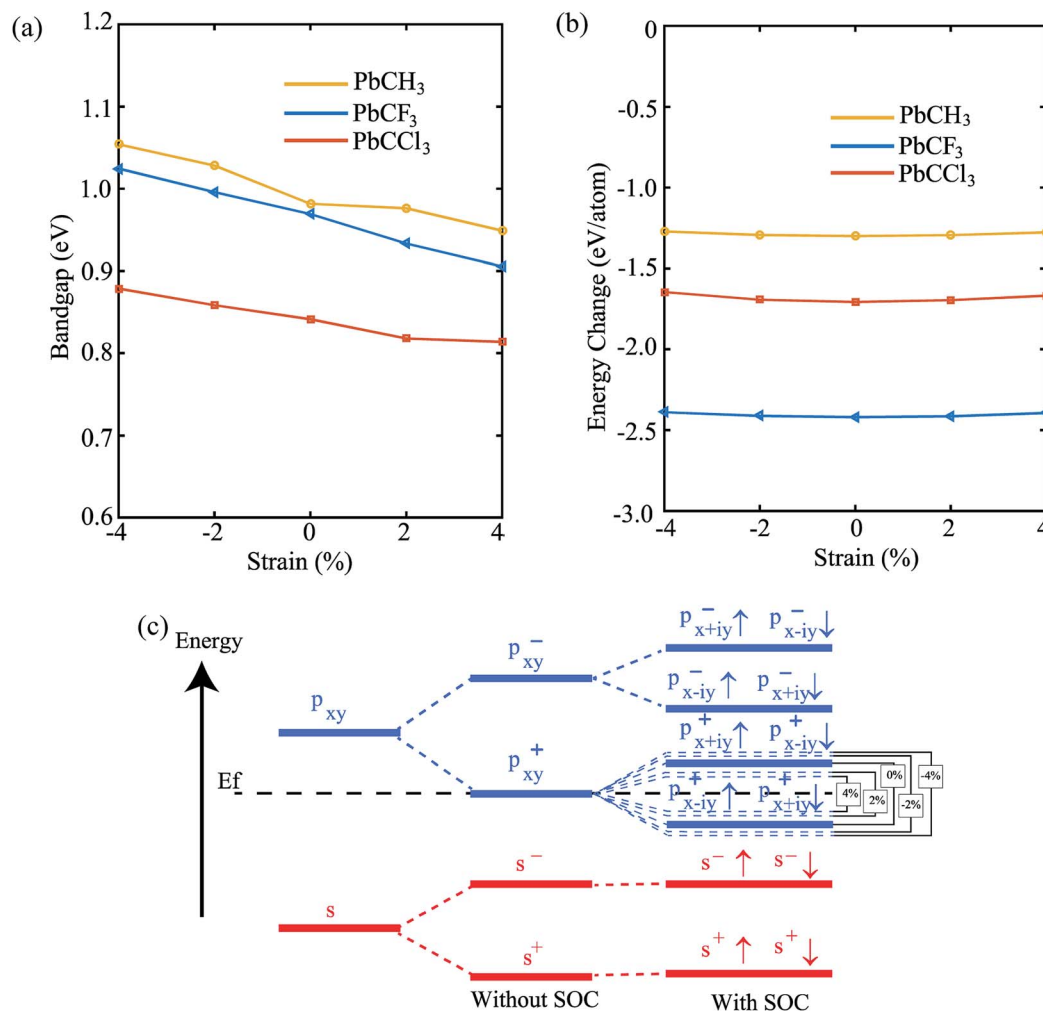 (a)
1.2
1.1
1.0
0.9
0.8
0.7
0.6
Bandgap (eV)
PbCH₃
PbCF₃
PbCCl₃
-4 -2 0 2 4
Strain (%)
(b)
-0
-0.5
-1.0
-1.5
-2.0
-2.5
-3.0
Energy Change (eV/atom)
PbCH₃
PbCF₃
PbCCl₃
-4 -2 0 2 4
Strain (%)
(c)
Energy
Ef
p xy
p xy −
p xy +
p x+iy − ↑ p x-iy − ↓
p x-iy − ↑ p x+iy − ↓
p x+iy + ↑ p x-iy + ↓
p x-iy + ↑ p x+iy + ↓
4% 2% 0% -2% -4%
s
s −
s +
s − ↑ s − ↓
s + ↑ s + ↓
Without SOC
With SOC